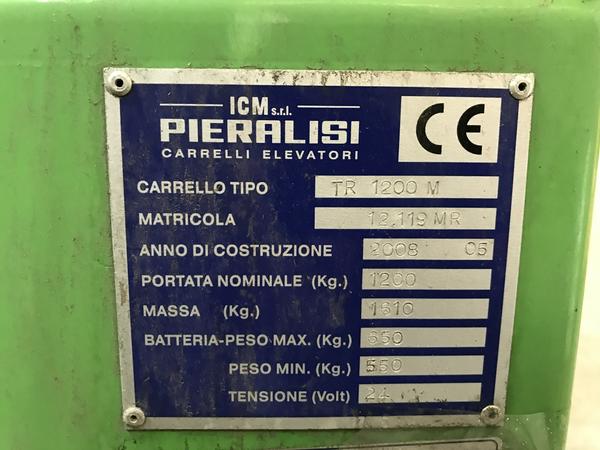 ICM s.r.l.
PIERALISI
CARRELLI ELEVATORI
CE
CARRELLO TIPO TR 1200 M
MATRICOLA 12,119 MR
ANNO DI COSTRUZIONE 2008 05
PORTATA NOMINALE (Kg.) 1200
MASSA (Kg.) 1610
BATTERIA-PESO MAX. (Kg.) 650
PESO MIN. (Kg.) 550
TENSIONE (Volt) 24